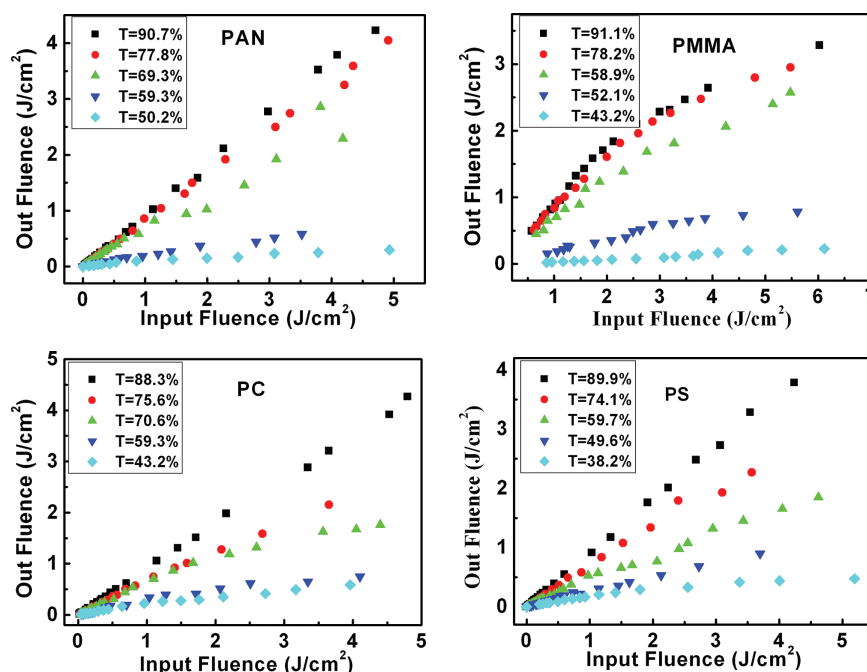 PAN
T=90.7%
T=77.8%
T=69.3%
T=59.3%
T=50.2%
4
3
2
1
0
Out Fluence (J/cm²)
0 1 2 3 4 5
Input Fluence (J/cm²)
PMMA
T=91.1%
T=78.2%
T=58.9%
T=52.1%
T=43.2%
3
2
1
0
Out Fluence (J/cm²)
0 1 2 3 4 5 6 7
Input Fluence (J/cm²)
PC
T=88.3%
T=75.6%
T=70.6%
T=59.3%
T=43.2%
5
4
3
2
1
0
Out Fluence (J/cm²)
0 1 2 3 4 5
Input Fluence (J/cm²)
PS
T=89.9%
T=74.1%
T=59.7%
T=49.6%
T=38.2%
4
3
2
1
0
Out Fluence (J/cm²)
0 1 2 3 4 5
Input Fluence (J/cm²)